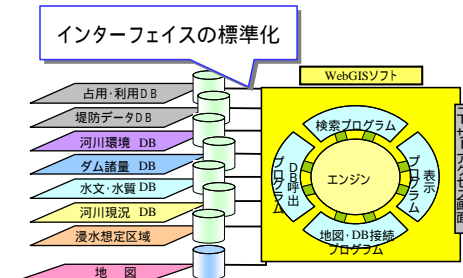 インターフェイスの標準化
WebGISソフト
占用・利用DB
堤防データDB
河川環境 DB
ダム諸量 DB
水文・水質 DB
河川現況 DB
浸水想定区域
地 図
検索プログラム
DB呼出
プログラム
エンジン
表示
プログラム
地図・DB接続
プログラム